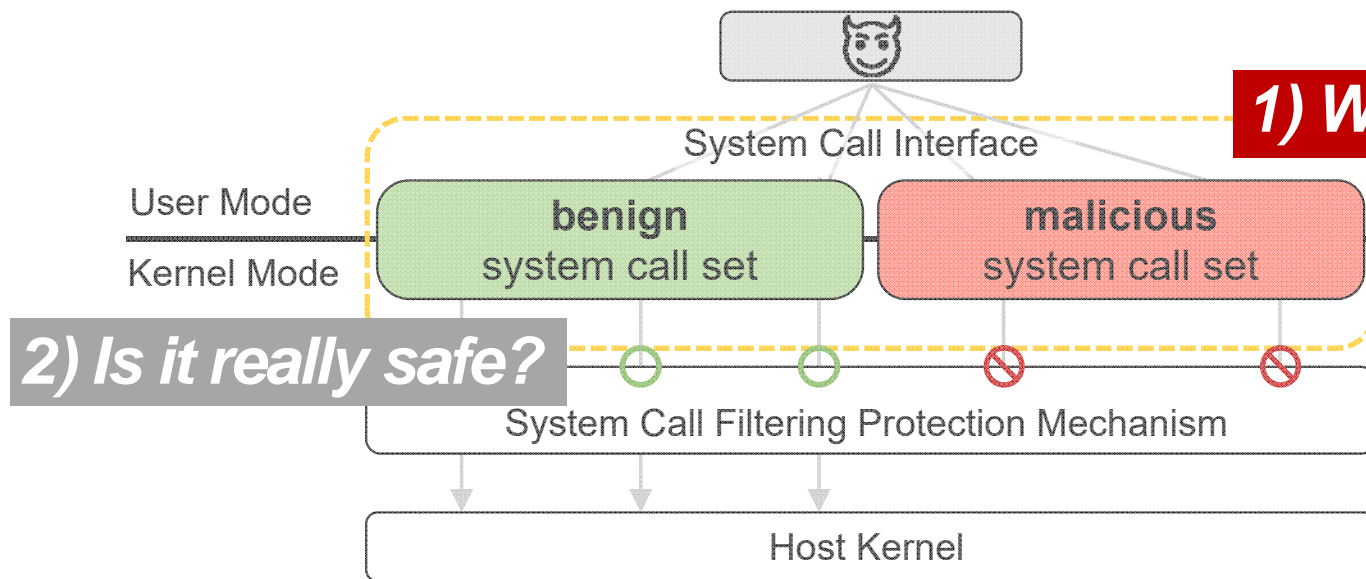 1) W
System Call Interface
User Mode
benign
system call set
malicious
system call set
Kernel Mode
2) Is it really safe?
System Call Filtering Protection Mechanism
Host Kernel